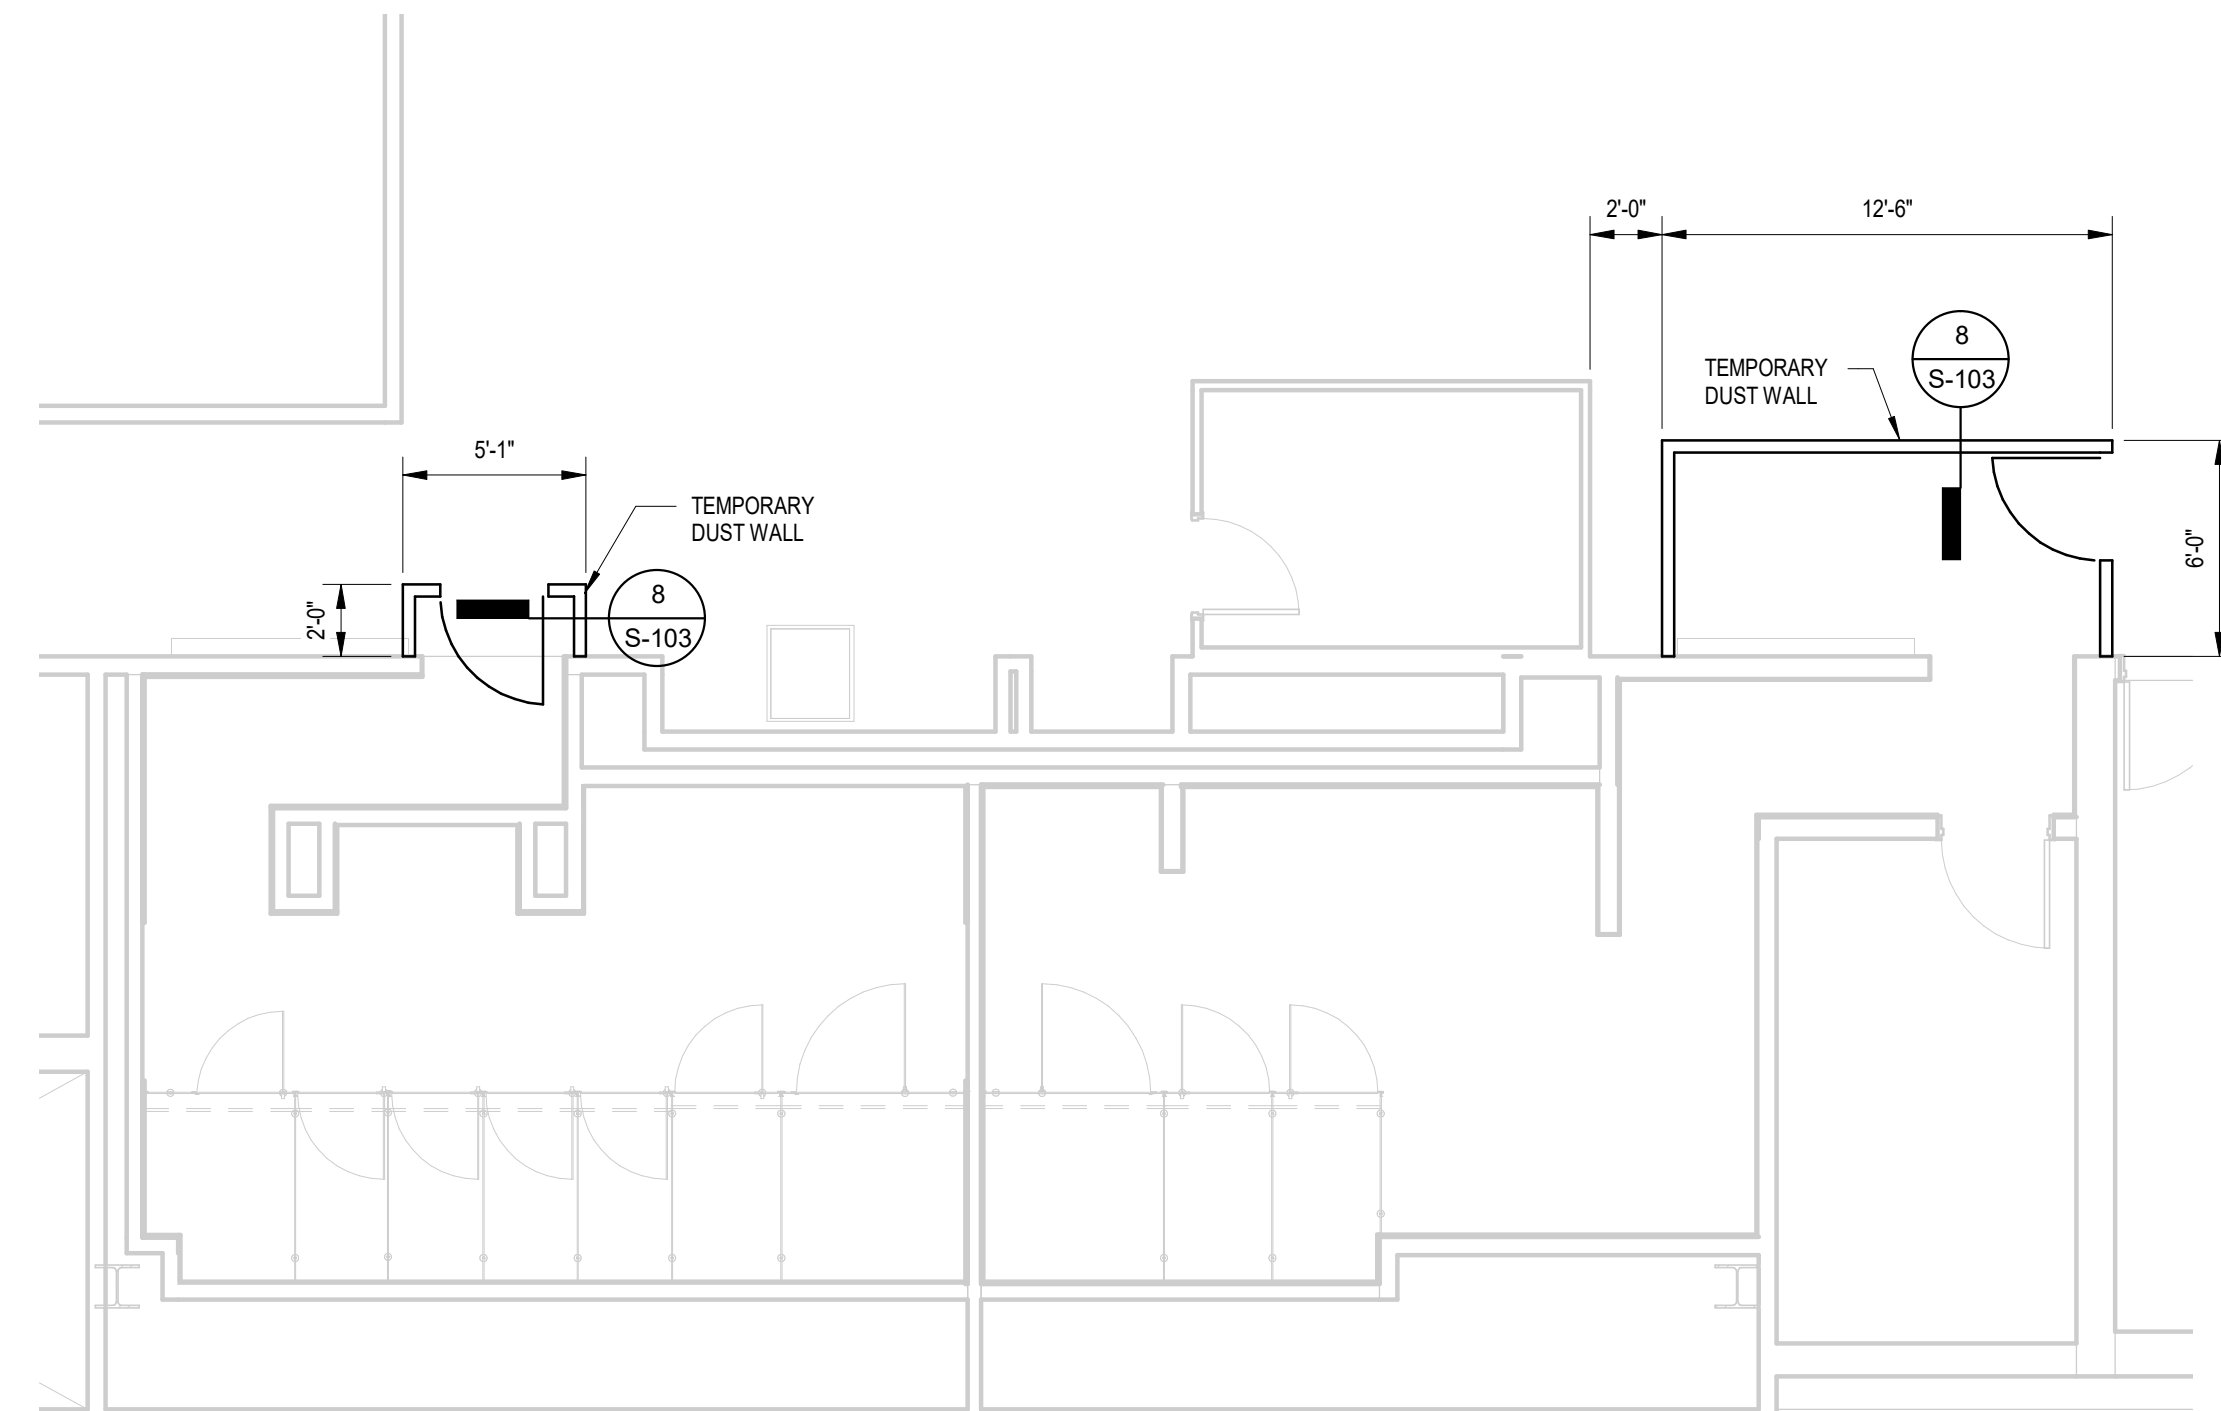 2'-0"
12'-6"
8
S-103
TEMPORARY
DUST WALL
5'-1"
TEMPORARY
DUST WALL
6'-0"
2'-0"
8
S-103